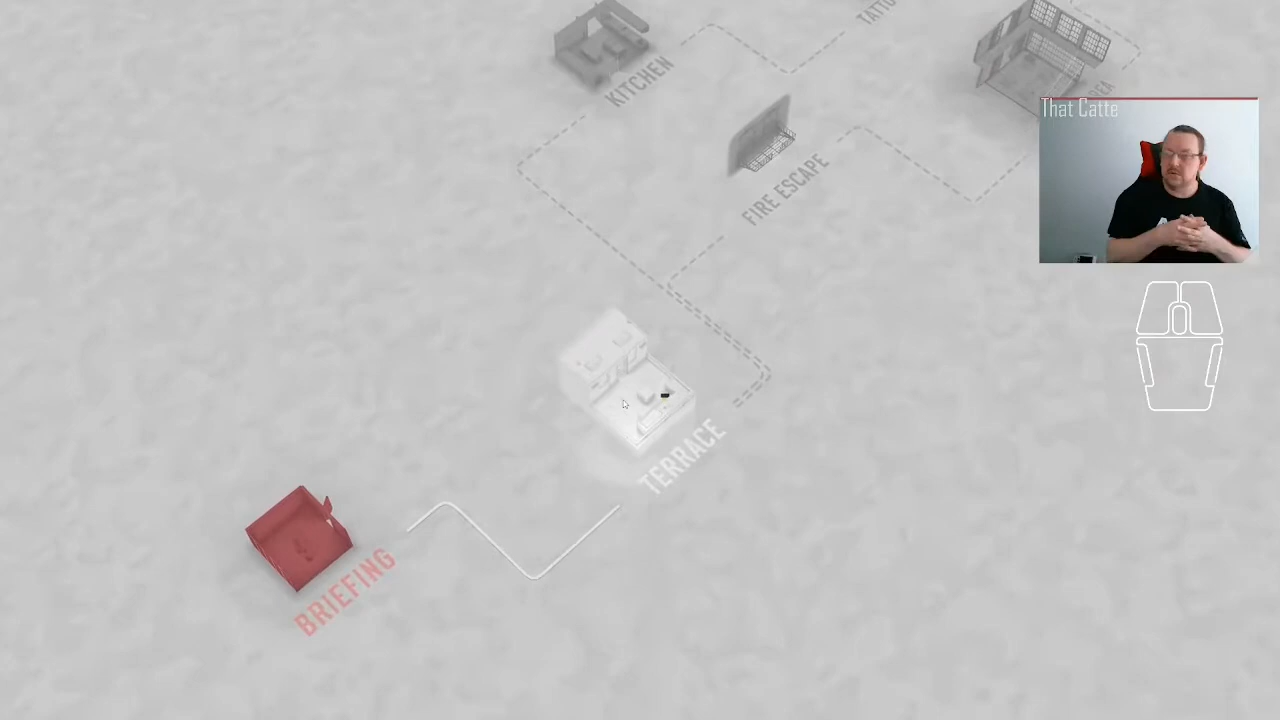 KITCHEN
FIRE ESCAPE
That Catte
TERRACE
BRIEFING